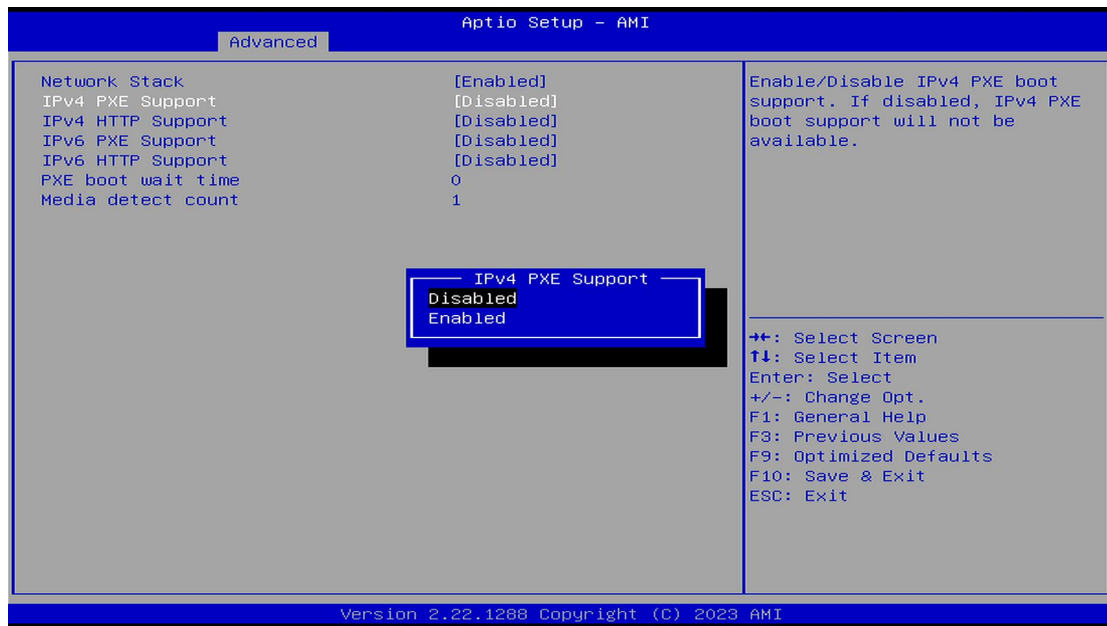 Aptio Setup – AMI
Advanced
Network Stack [Enabled]
IPv4 PXE Support [Disabled]
IPv4 HTTP Support [Disabled]
IPv6 PXE Support [Disabled]
IPv6 HTTP Support [Disabled]
PXE boot wait time 0
Media detect count 1
IPv4 PXE Support
Disabled
Enabled
Enable/Disable IPv4 PXE boot
support. If disabled, IPv4 PXE
boot support will not be
available.
→←: Select Screen
↑↓: Select Item
Enter: Select
+/-: Change Opt.
F1: General Help
F3: Previous Values
F9: Optimized Defaults
F10: Save & Exit
ESC: Exit
Version 2.22.1288 Copyright (C) 2023 AMI